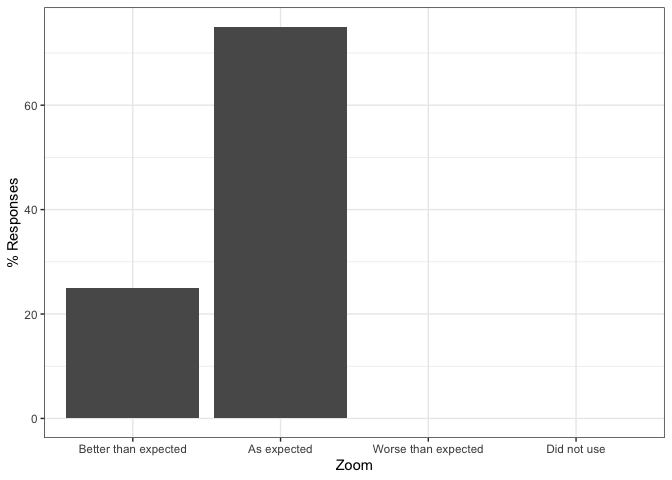 % Responses
60
40
20
0
Better than expected
As expected
Worse than expected
Did not use
Zoom